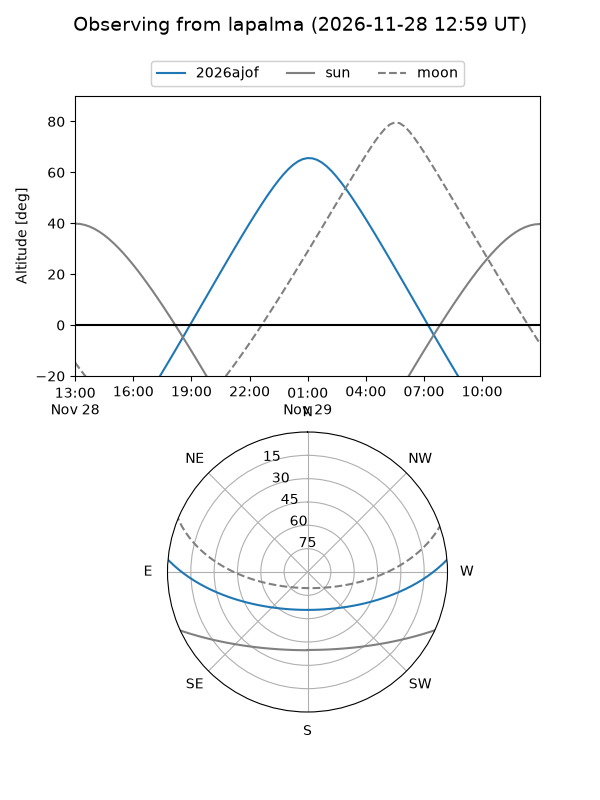 Observing from lapalma (2026-11-28 12:59 UT)
2026ajof sun moon
Altitude [deg]
80
60
40
20
0
−20
13:00 16:00 19:00 22:00 01:00 04:00 07:00 10:00
Nov 28 Nov 29
N
NE NW
15
30
45
60
75
E W
SE SW
S